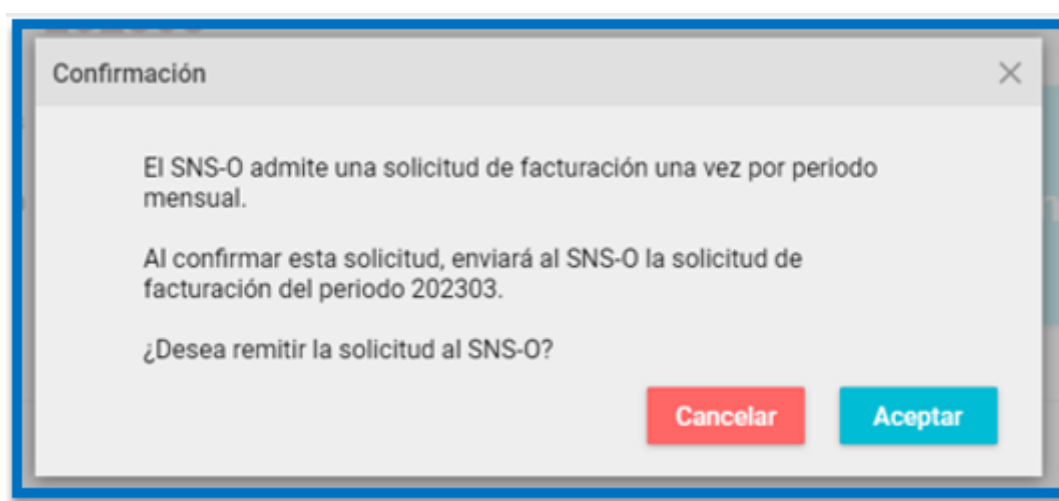 Confirmación
El SNS-O admite una solicitud de facturación una vez por periodo
mensual.
Al confirmar esta solicitud, enviará al SNS-O la solicitud de
facturación del periodo 202303.
¿Desea remitir la solicitud al SNS-O?
Cancelar
Aceptar